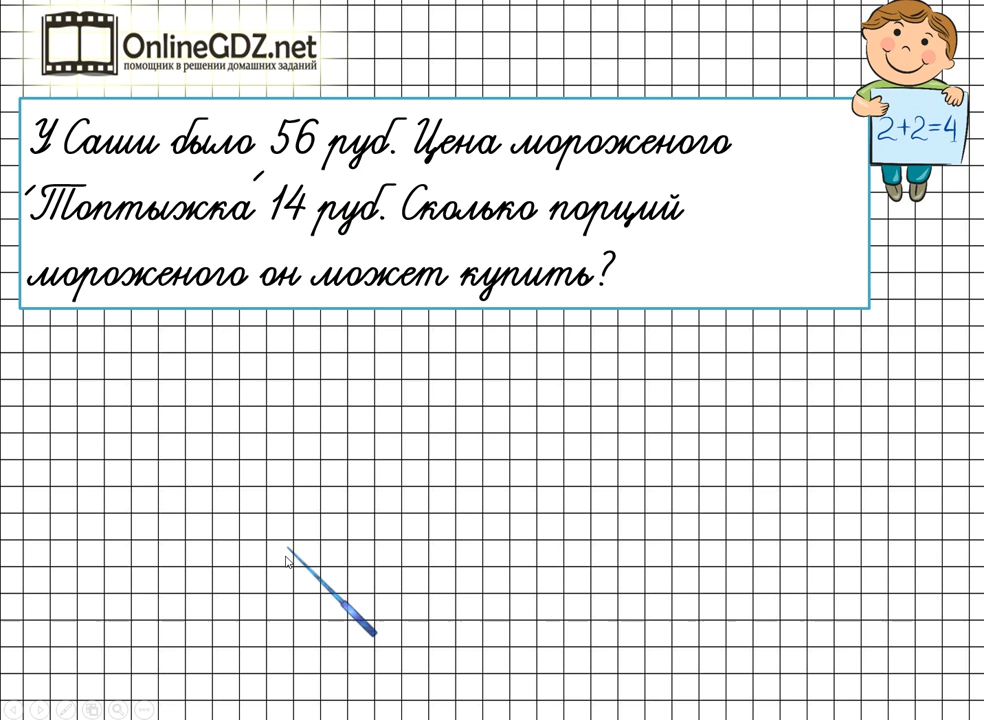 OnlineGDZ.net
помощник в решении домашних заданий
2+2=4
У Саши было 56 руб. Цена мороженого
"Топтыжка" 14 руб. Сколько порций
мороженого он может купить?